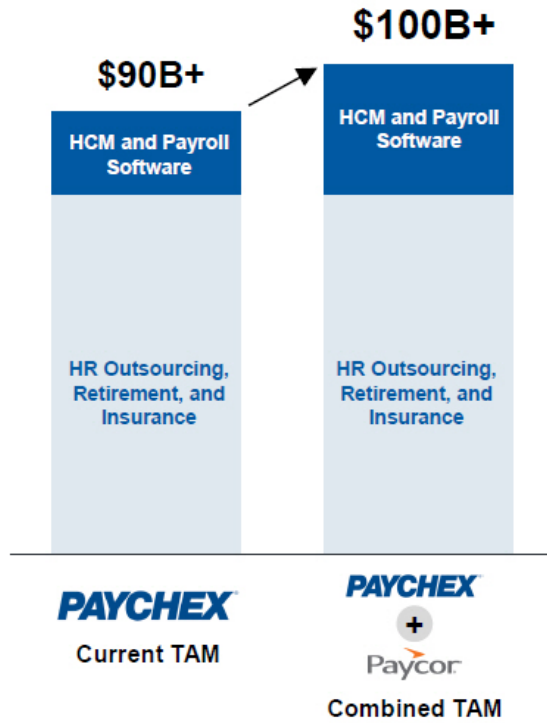 $90B+
$100B+
HCM and Payroll
Software
HCM and Payroll
Software
HR Outsourcing,
Retirement, and
Insurance
HR Outsourcing,
Retirement, and
Insurance
PAYCHEX
Current TAM
PAYCHEX
+
Paycor
Combined TAM